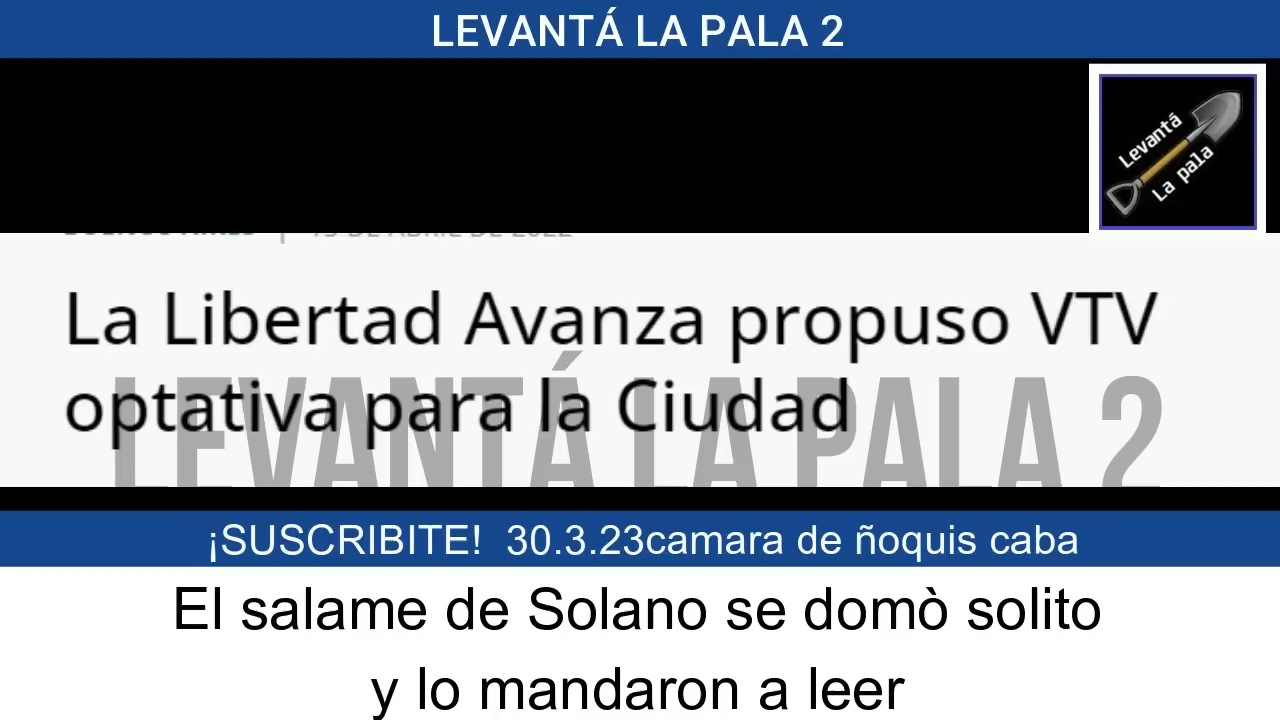 LEVANTÁ LA PALA 2
Levantá
La pala
La Libertad Avanza propuso VTV
optativa para la Ciudad
LEVANTÁ LA PALA 2
¡SUSCRIBITE! 30.3.23camara de ñoquis caba
El salame de Solano se domò solito
y lo mandaron a leer